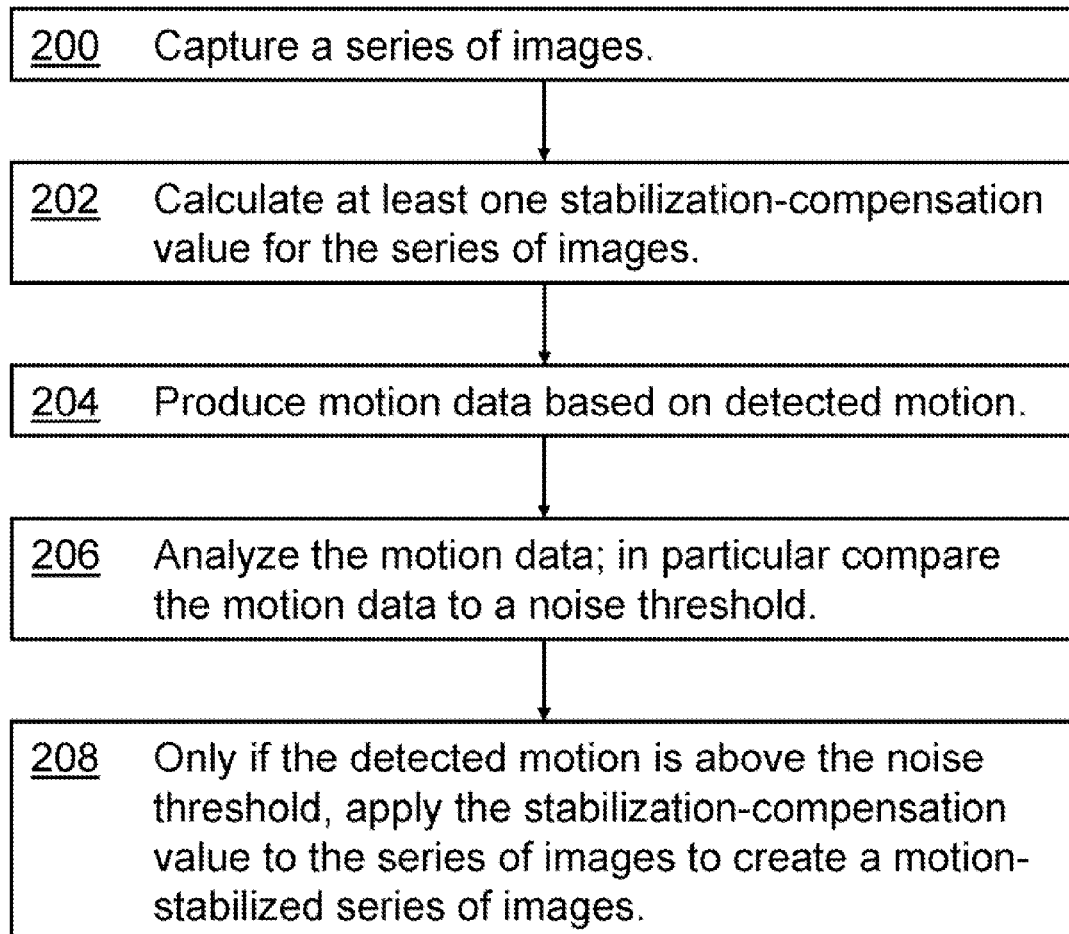 200 Capture a series of images.
202 Calculate at least one stabilization-compensation
value for the series of images.
204 Produce motion data based on detected motion.
206 Analyze the motion data; in particular compare
the motion data to a noise threshold.
208 Only if the detected motion is above the noise
threshold, apply the stabilization-compensation
value to the series of images to create a motion-
stabilized series of images.